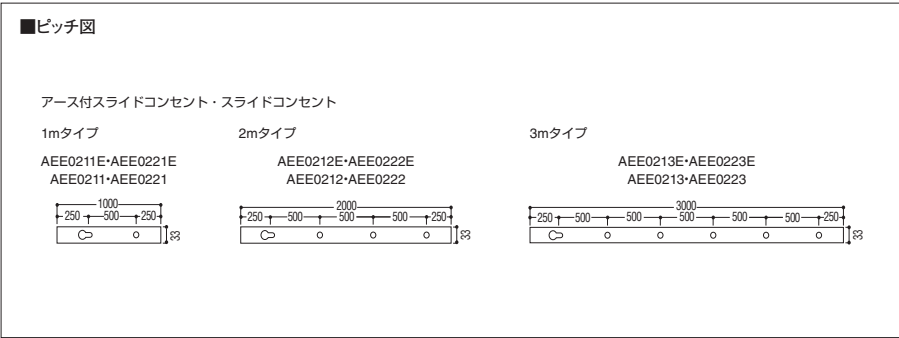 ■ピッチ図
アース付スライドコンセント・スライドコンセント
1mタイプ
AEE0211E•AEE0221E
AEE0211•AEE0221
1000
250 500 250
33
2mタイプ
AEE0212E•AEE0222E
AEE0212•AEE0222
2000
250 500 500 500 250
33
3mタイプ
AEE0213E•AEE0223E
AEE0213•AEE0223
3000
250 500 500 500 500 500 250
33